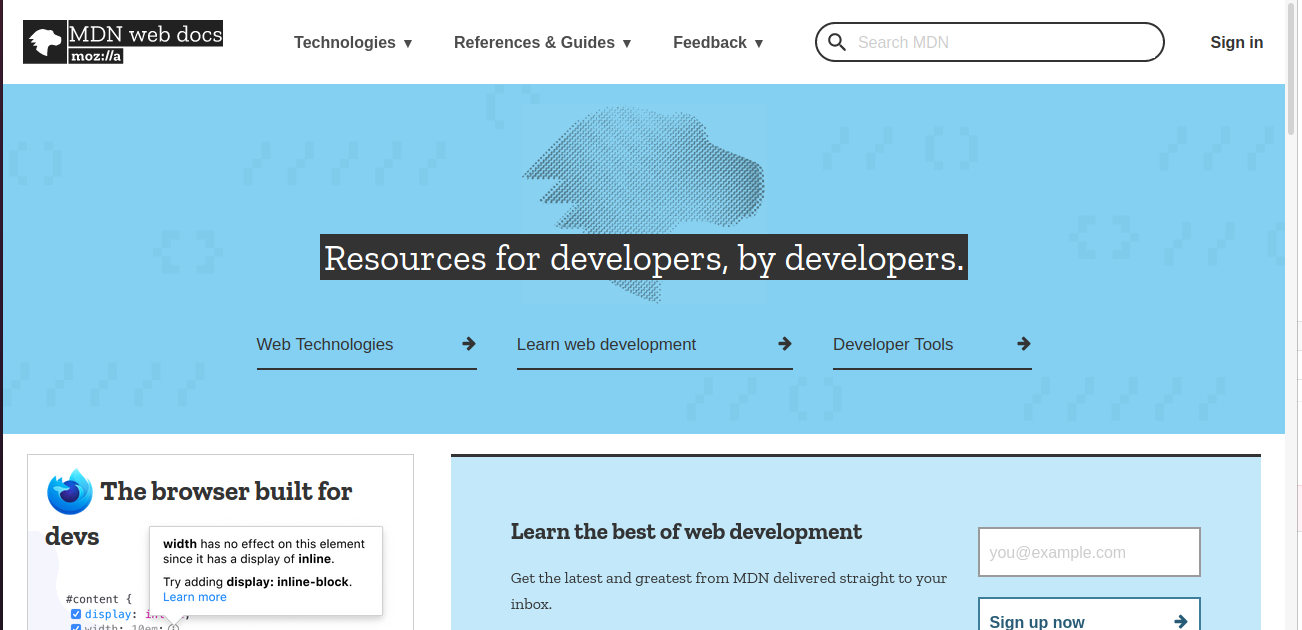 MDN web docs
moz://a
Technologies ▼
References & Guides ▼
Feedback ▼
Search MDN
Sign in
Resources for developers, by developers.
Web Technologies
Learn web development
Developer Tools
The browser built for
devs
width has no effect on this element
since it has a display of inline.
Try adding display: inline-block.
Learn more
#content {
display:
width: 10em;
Learn the best of web development
Get the latest and greatest from MDN delivered straight to your
inbox.
you@example.com
Sign up now